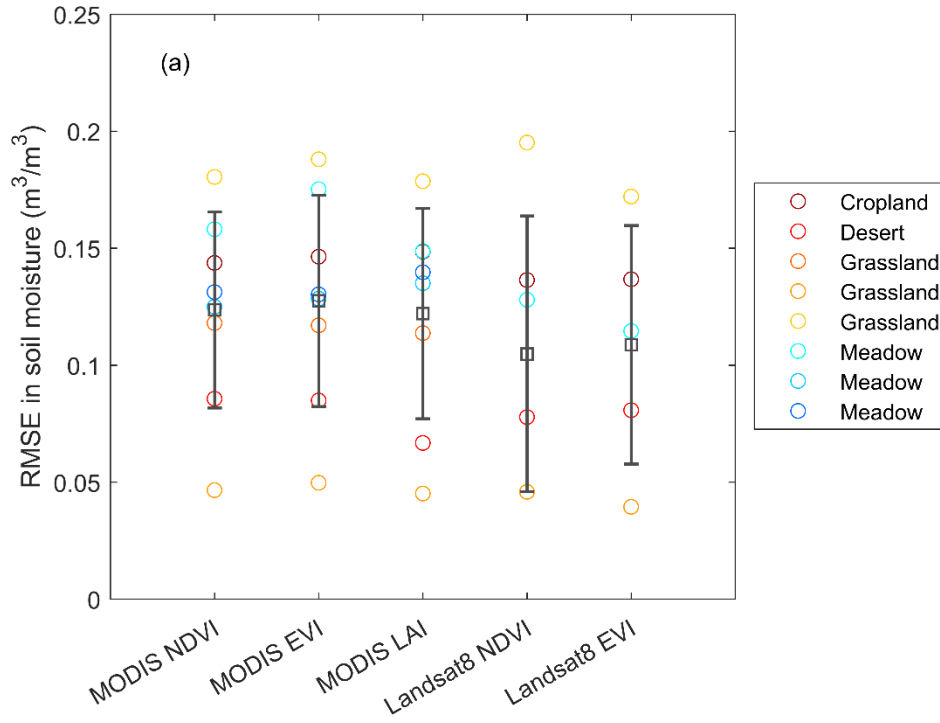 (a)
RMSE in soil moisture (m³/m³)
0.25
0.2
0.15
0.1
0.05
0
MODIS NDVI
MODIS EVI
MODIS LAI
Landsat8 NDVI
Landsat8 EVI
Cropland
Desert
Grassland
Grassland
Grassland
Meadow
Meadow
Meadow